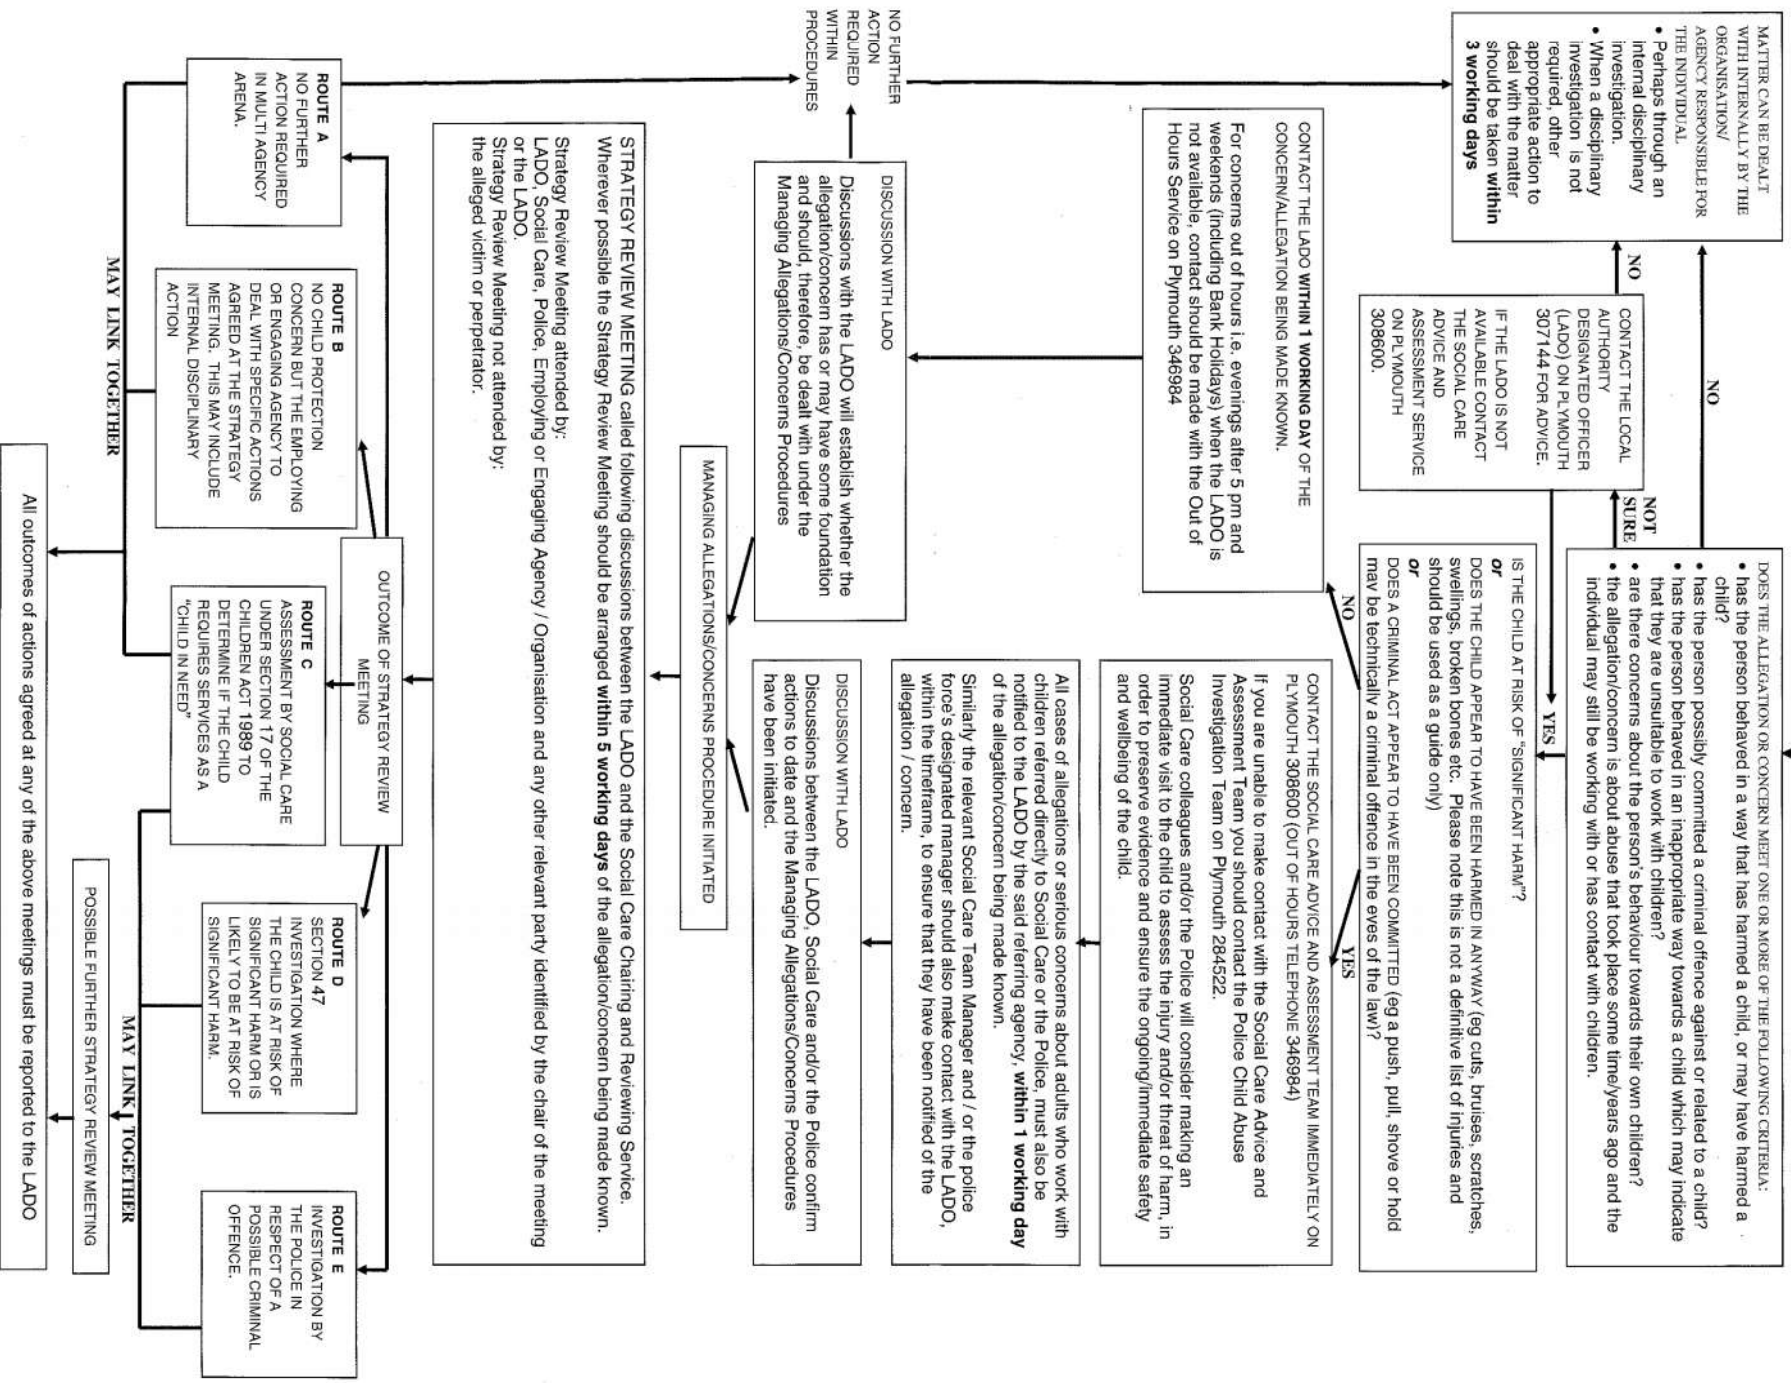 DOES THE ALLEGATION OR CONCERN MEET ONE OR MORE OF THE FOLLOWING CRITERIA:
• has the person behaved in a way that has harmed a child, or may have harmed a
child?
• has the person possibly committed a criminal offence against or related to a child?
• has the person behaved in an inappropriate way towards a child which may indicate
that they are unsuitable to work with children?
• are there concerns about the person's behaviour towards their own children?
• the allegation/concern is about abuse that took place some time/years ago and the
individual may still be working with or has contact with children.
NO
NOT
SURE
YES
MATTER CAN BE DEALT
WITH INTERNALLY BY THE
ORGANISATION/
AGENCY RESPONSIBLE FOR
THE INDIVIDUAL
• Perhaps through an
internal disciplinary
investigation.
• When a disciplinary
investigation is not
required, other
appropriate action to
deal with the matter
should be taken within
3 working days
NO
CONTACT THE LOCAL
AUTHORITY
DESIGNATED OFFICER
(LADO) ON PLYMOUTH
307144 FOR ADVICE.
IF THE LADO IS NOT
AVAILABLE CONTACT
THE SOCIAL CARE
ADVICE AND
ASSESSMENT SERVICE
ON PLYMOUTH
308600.
IS THE CHILD AT RISK OF "SIGNIFICANT HARM"?
or
DOES THE CHILD APPEAR TO HAVE BEEN HARMED IN ANYWAY (eg cuts, bruises, scratches,
swellings, broken bones etc. Please note this is not a definitive list of injuries and
should be used as a guide only)
or
DOES A CRIMINAL ACT APPEAR TO HAVE BEEN COMMITTED (eg a push, pull, shove or hold
may be technically a criminal offence in the eyes of the law)?
NO
YES
CONTACT THE LADO WITHIN 1 WORKING DAY OF THE
CONCERN/ALLEGATION BEING MADE KNOWN.
For concerns out of hours i.e. evenings after 5 pm and
weekends (including Bank Holidays) when the LADO is
not available, contact should be made with the Out of
Hours Service on Plymouth 346984
CONTACT THE SOCIAL CARE ADVICE AND ASSESSMENT TEAM IMMEDIATELY ON
PLYMOUTH 308600 (OUT OF HOURS TELEPHONE 346984)
If you are unable to make contact with the Social Care Advice and
Assessment Team you should contact the Police Child Abuse
Investigation Team on Plymouth 284522.
Social Care colleagues and/or the Police will consider making an
immediate visit to the child to assess the injury and/or threat of harm, in
order to preserve evidence and ensure the ongoing/immediate safety
and wellbeing of the child.
All cases of allegations or serious concerns about adults who work with
children referred directly to Social Care or the Police, must also be
notified to the LADO by the said referring agency, within 1 working day
of the allegation/concern being made known.
Similarly the relevant Social Care Team Manager and / or the police
force's designated manager should also make contact with the LADO,
within the timeframe, to ensure that they have been notified of the
allegation / concern.
NO FURTHER
ACTION
REQUIRED
WITHIN
PROCEDURES
DISCUSSION WITH LADO
Discussions with the LADO will establish whether the
allegation/concern has or may have some foundation
and should, therefore, be dealt with under the
Managing Allegations/Concerns Procedures
DISCUSSION WITH LADO
Discussions between the LADO, Social Care and/or the Police confirm
actions to date and the Managing Allegations/Concerns Procedures
have been initiated.
MANAGING ALLEGATIONS/CONCERNS PROCEDURE INITIATED
STRATEGY REVIEW MEETING called following discussions between the LADO and the Social Care Chairing and Reviewing Service.
Wherever possible the Strategy Review Meeting should be arranged within 5 working days of the allegation/concern being made known.
Strategy Review Meeting attended by:
LADO, Social Care, Police, Employing or Engaging Agency / Organisation and any other relevant party identified by the chair of the meeting
or the LADO.
Strategy Review Meeting not attended by:
the alleged victim or perpetrator.
OUTCOME OF STRATEGY REVIEW
MEETING
ROUTE A
NO FURTHER
ACTION REQUIRED
IN MULTI AGENCY
ARENA.
ROUTE B
NO CHILD PROTECTION
CONCERN BUT THE EMPLOYING
OR ENGAGING AGENCY TO
DEAL WITH SPECIFIC ACTIONS
AGREED AT THE STRATEGY
MEETING. THIS MAY INCLUDE
INTERNAL DISCIPLINARY
ACTION
ROUTE C
ASSESSMENT BY SOCIAL CARE
UNDER SECTION 17 OF THE
CHILDREN ACT 1989 TO
DETERMINE IF THE CHILD
REQUIRES SERVICES AS A
"CHILD IN NEED"
ROUTE D
SECTION 47
INVESTIGATION WHERE
THE CHILD IS AT RISK OF
SIGNIFICANT HARM OR IS
LIKELY TO BE AT RISK OF
SIGNIFICANT HARM.
ROUTE E
INVESTIGATION BY
THE POLICE IN
RESPECT OF A
POSSIBLE CRIMINAL
OFFENCE.
MAY LINK TOGETHER
MAY LINK TOGETHER
POSSIBLE FURTHER STRATEGY REVIEW MEETING
All outcomes of actions agreed at any of the above meetings must be reported to the LADO